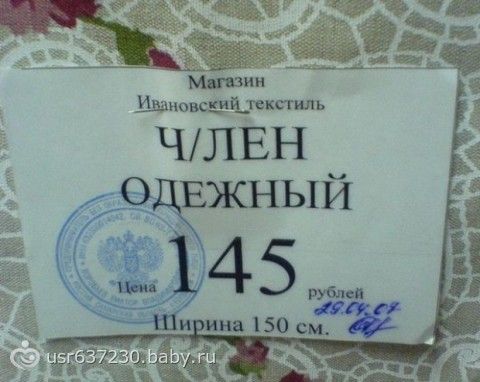 Магазин
Ивановский текстиль
Ч/ЛЕН
ОДЕЖНЫЙ
Цена 145 рублей
29.04.07
Ширина 150 см.
usr637230.baby.ru